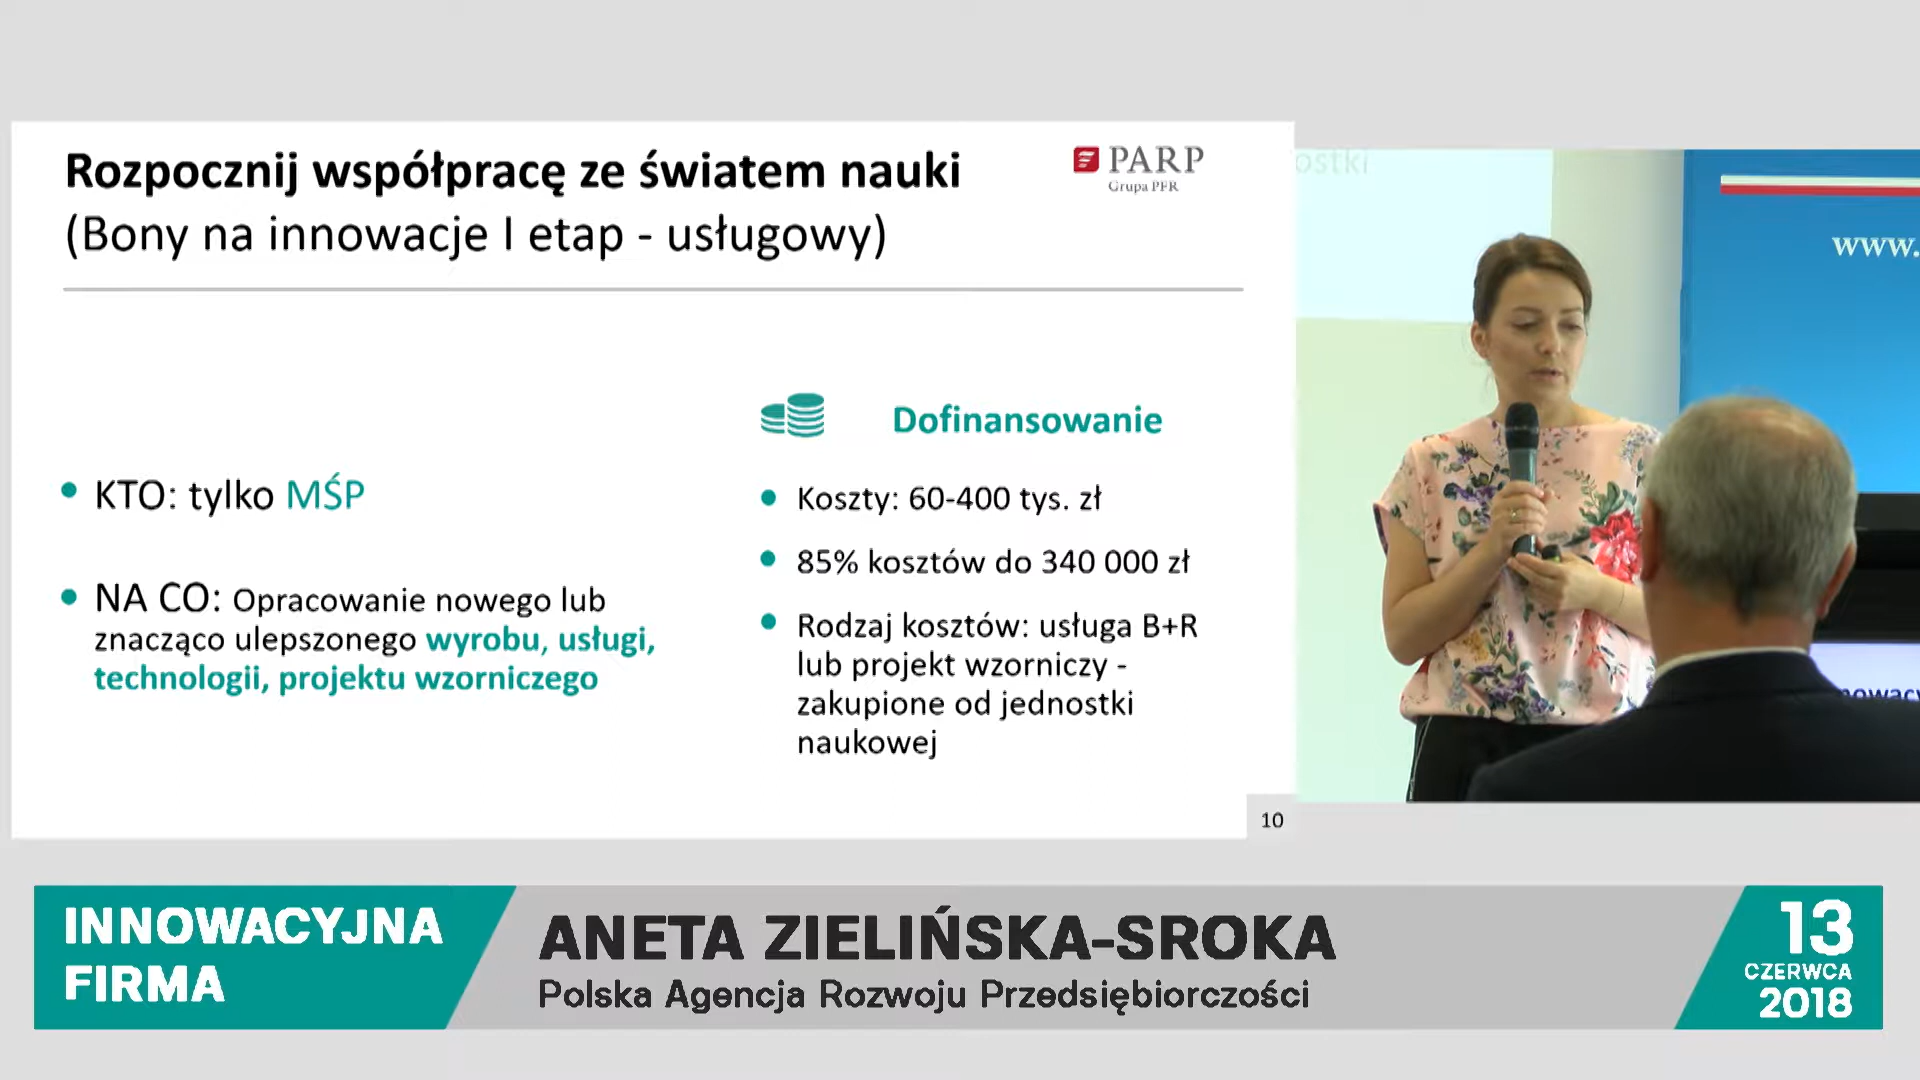 Rozpocznij współpracę ze światem nauki
(Bony na innowacje I etap - usługowy)
PARP
Grupa PFR
• KTO: tylko MŚP
• NA CO: Opracowanie nowego lub
znacząco ulepszonego wyrobu, usługi,
technologii, projektu wzorniczego
Dofinansowanie
• Koszty: 60-400 tys. zł
• 85% kosztów do 340 000 zł
• Rodzaj kosztów: usługa B+R
lub projekt wzorniczy -
zakupione od jednostki
naukowej
10
www.
INNOWACYJNA
FIRMA
ANETA ZIELIŃSKA-SROKA
Polska Agencja Rozwoju Przedsiębiorczości
13
CZERWCA
2018